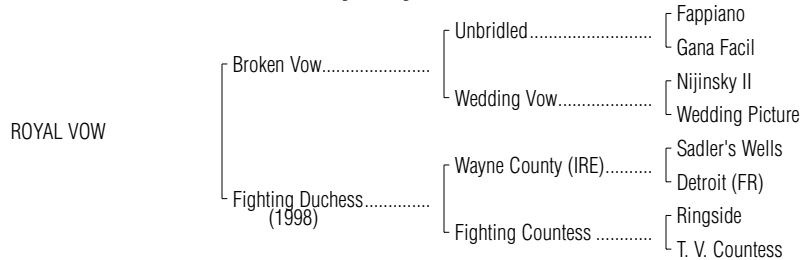 Fappiano
Unbridled..............................
Gana Facil
Broken Vow..........................
Nijinsky II
Wedding Vow.......................
Wedding Picture
ROYAL VOW
Sadler's Wells
Wayne County (IRE)...........
Detroit (FR)
Fighting Duchess................
(1998)
Ringside
Fighting Countess .............
T. V. Countess